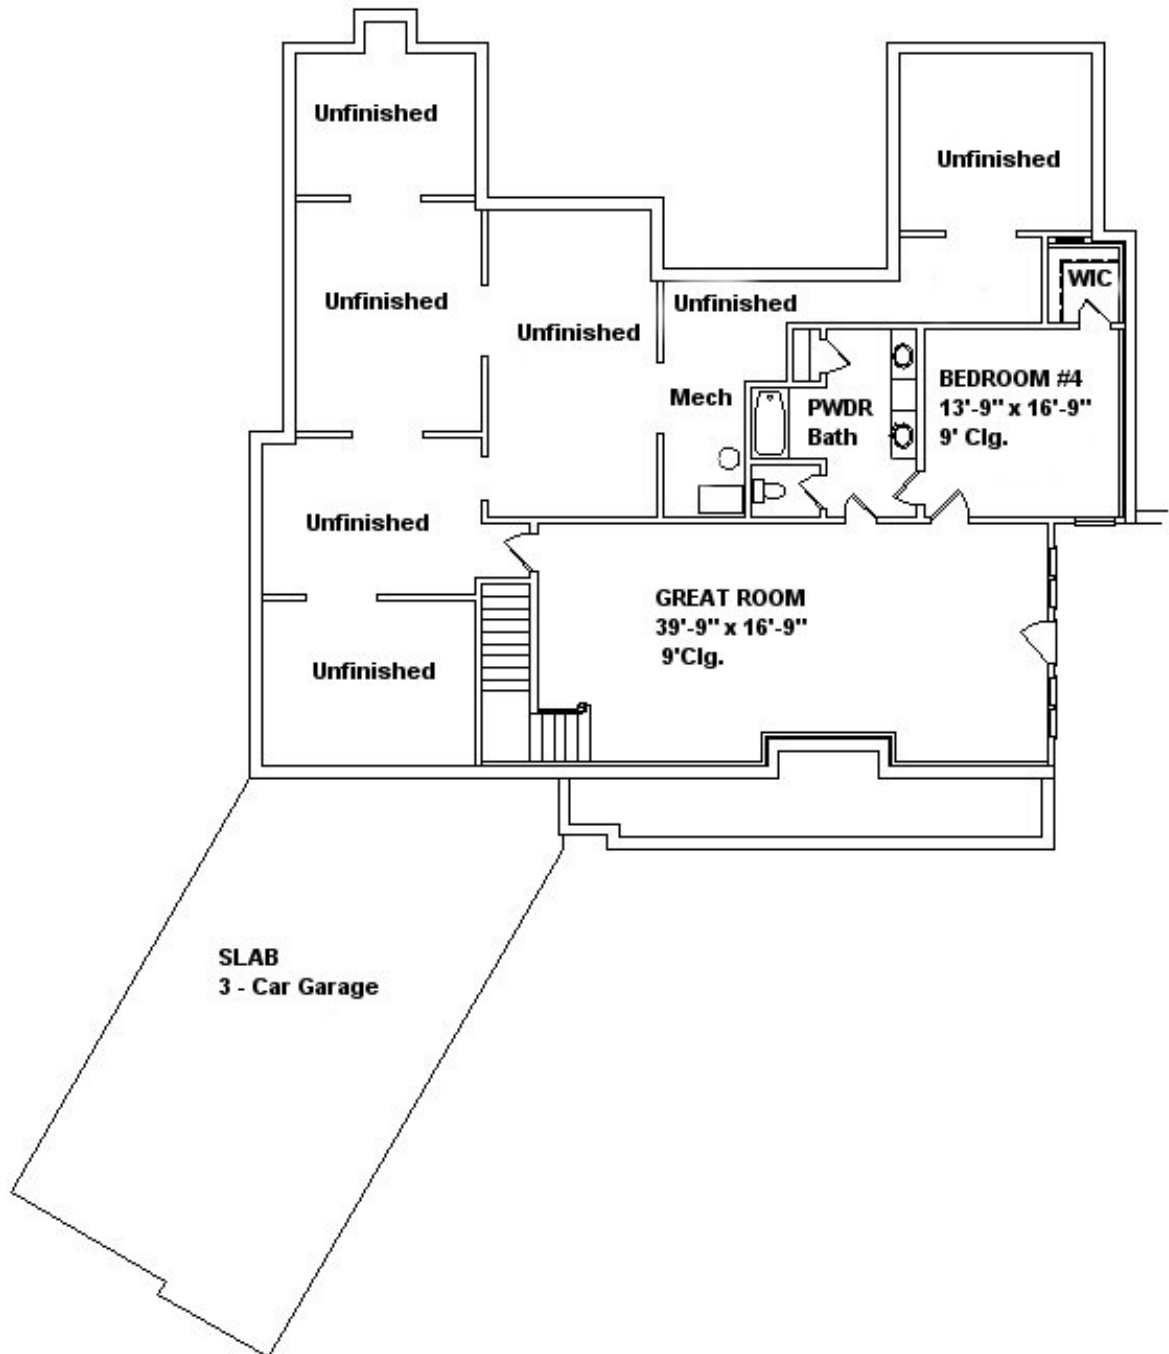 Unfinished
Unfinished
Unfinished
WIC
Unfinished
Unfinished
BEDROOM #4
13'-9" x 16'-9"
9' Clg.
Mech
PWDR
Bath
Unfinished
GREAT ROOM
39'-9" x 16'-9"
9'Clg.
Unfinished
SLAB
3 - Car Garage